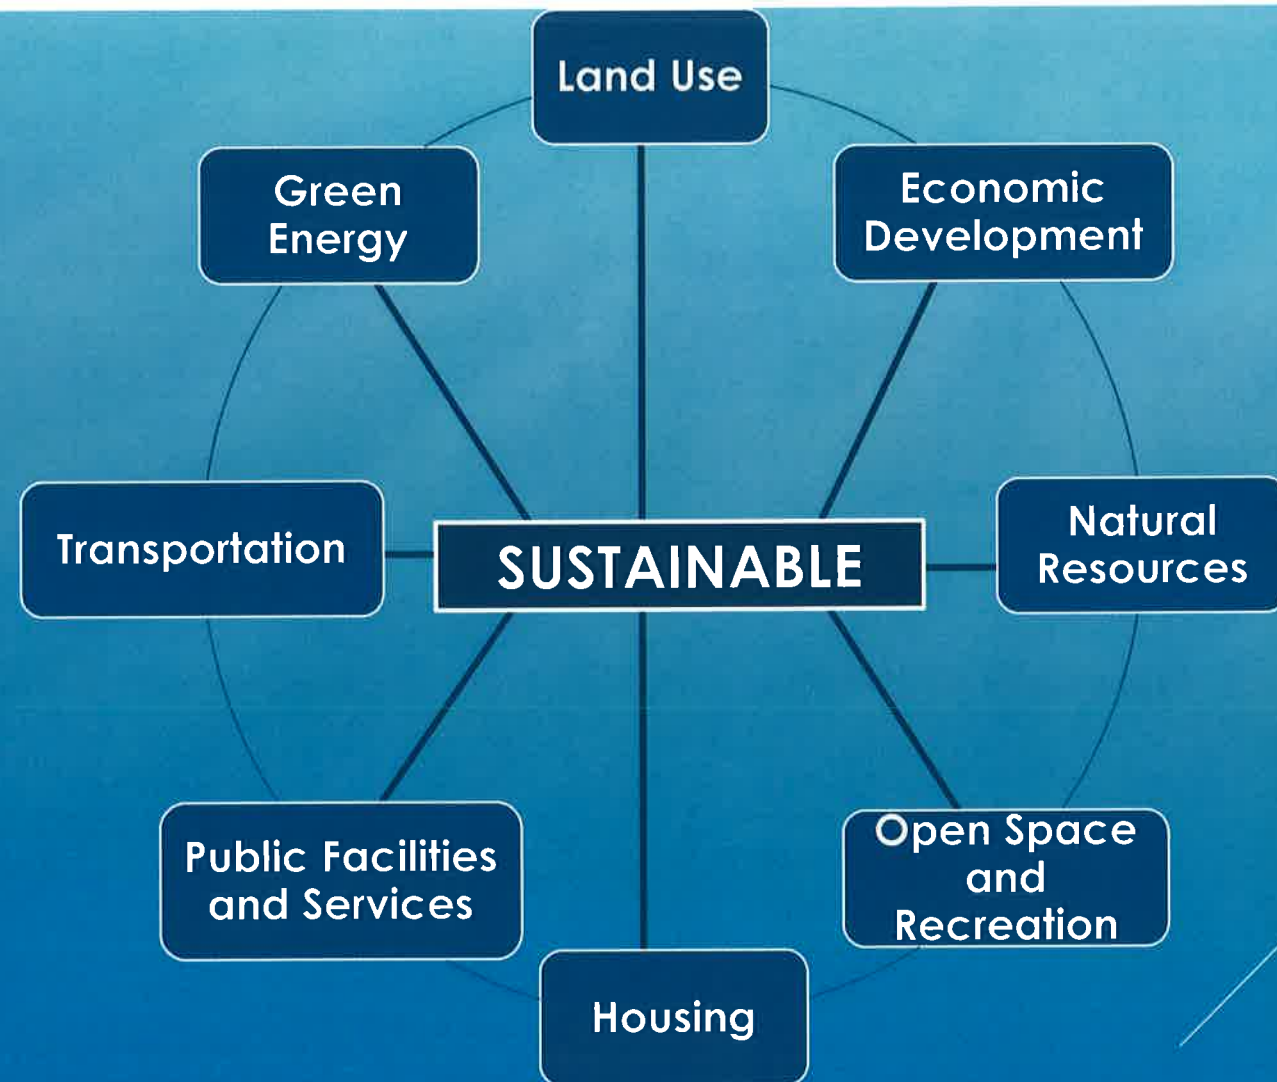 Land Use
Green
Energy
Economic
Development
Transportation
SUSTAINABLE
Natural
Resources
Public Facilities
and Services
Open Space
and
Recreation
Housing